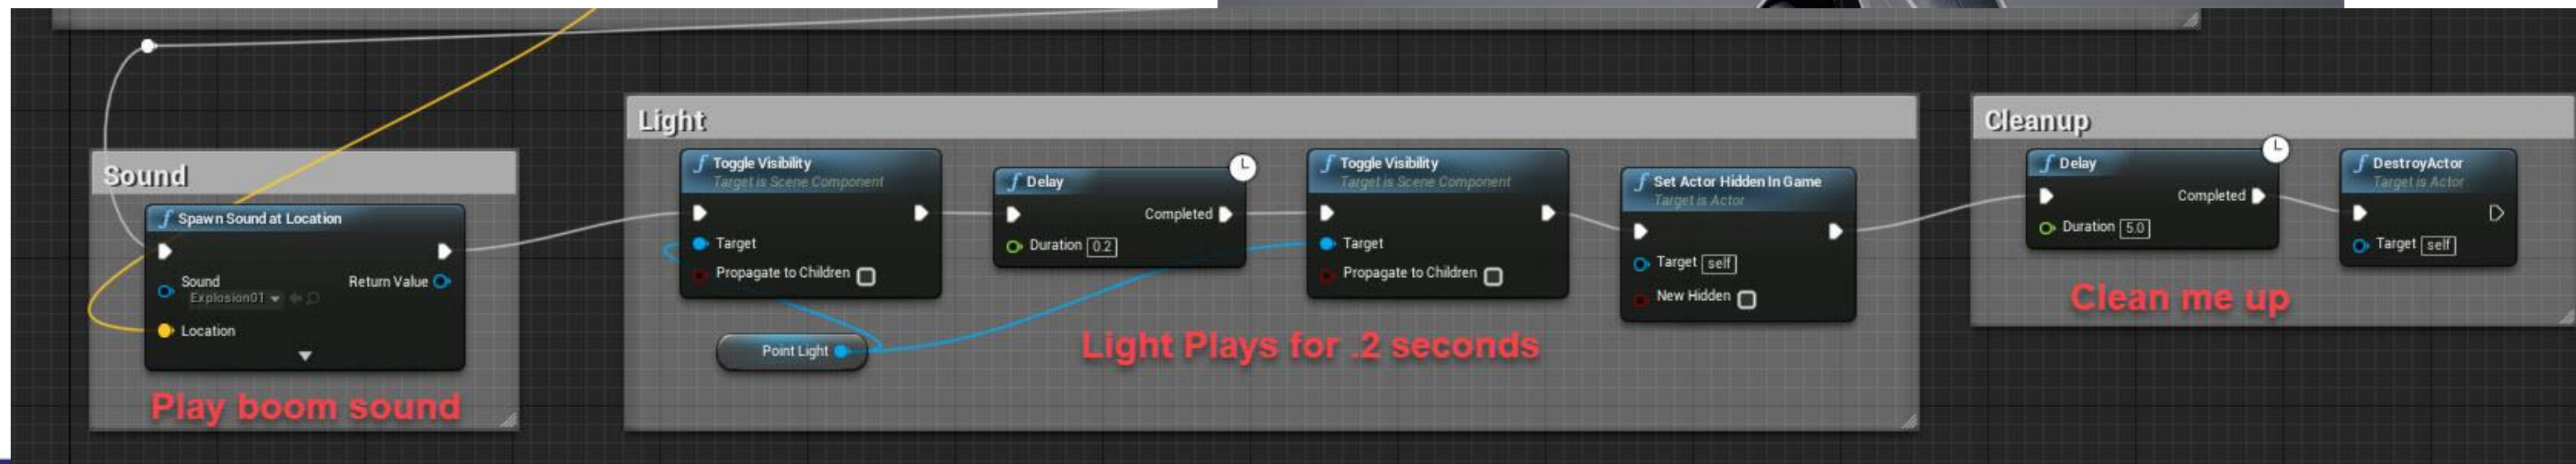 Sound
f Spawn Sound at Location
Sound
Explosion01
Return Value
Location
Play boom sound
Light
f Toggle Visibility
Target is Scene Component
Target
Propagate to Children
Point Light
f Delay
Completed
Duration 0.2
f Toggle Visibility
Target is Scene Component
Target
Propagate to Children
Light Plays for .2 seconds
f Set Actor Hidden In Game
Target is Actor
Target self
New Hidden
Cleanup
f Delay
Completed
Duration 5.0
f DestroyActor
Target is Actor
Target self
Clean me up